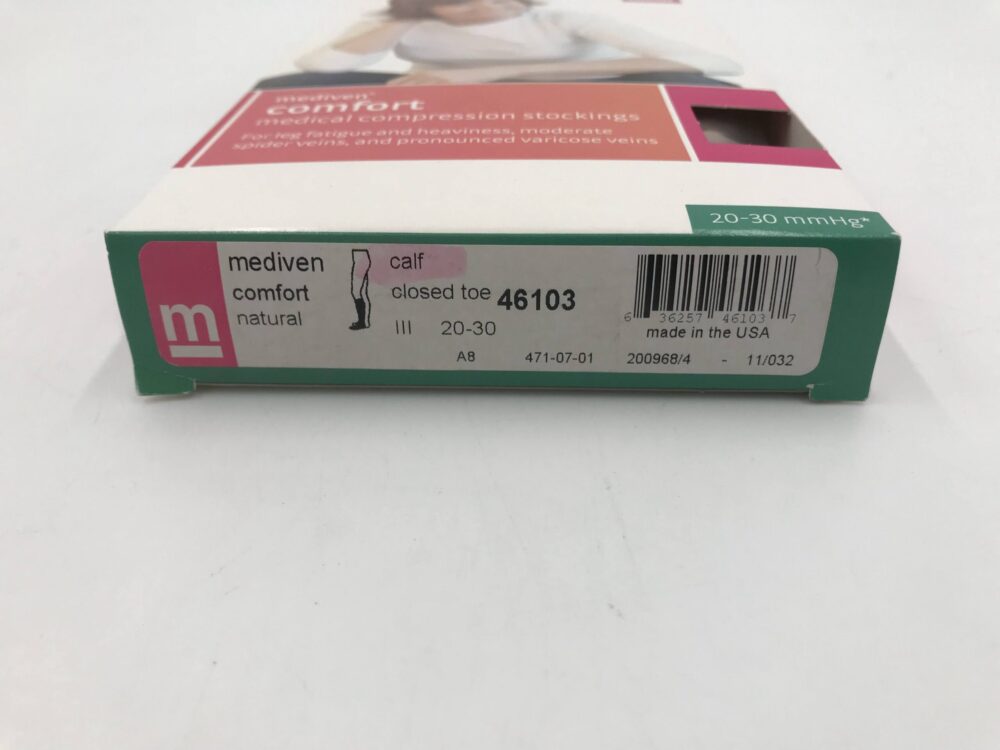 mediven®
comfort
medical compression stockings
For leg fatigue and heaviness, moderate
spider veins, and pronounced varicose veins
20-30 mmHg*
m
mediven
comfort
natural
calf
closed toe 46103
III 20-30
6 36257 46103 7
made in the USA
A8 471-07-01 200968/4 - 11/032